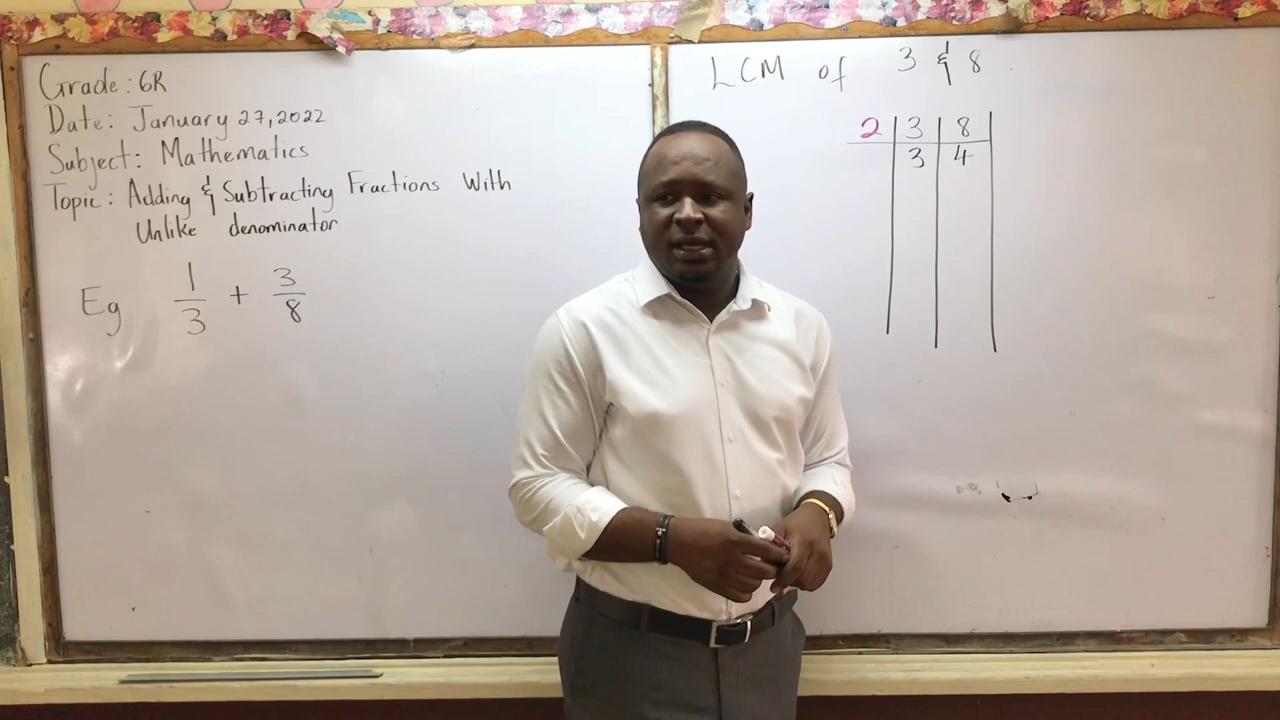 Grade: 6R
Date: January 27, 2022
Subject: Mathematics
Topic: Adding & Subtracting Fractions With
Unlike denominator
Eg 1/3 + 3/8
LCM of 3 & 8
2 | 3 | 8 |
3 | 4